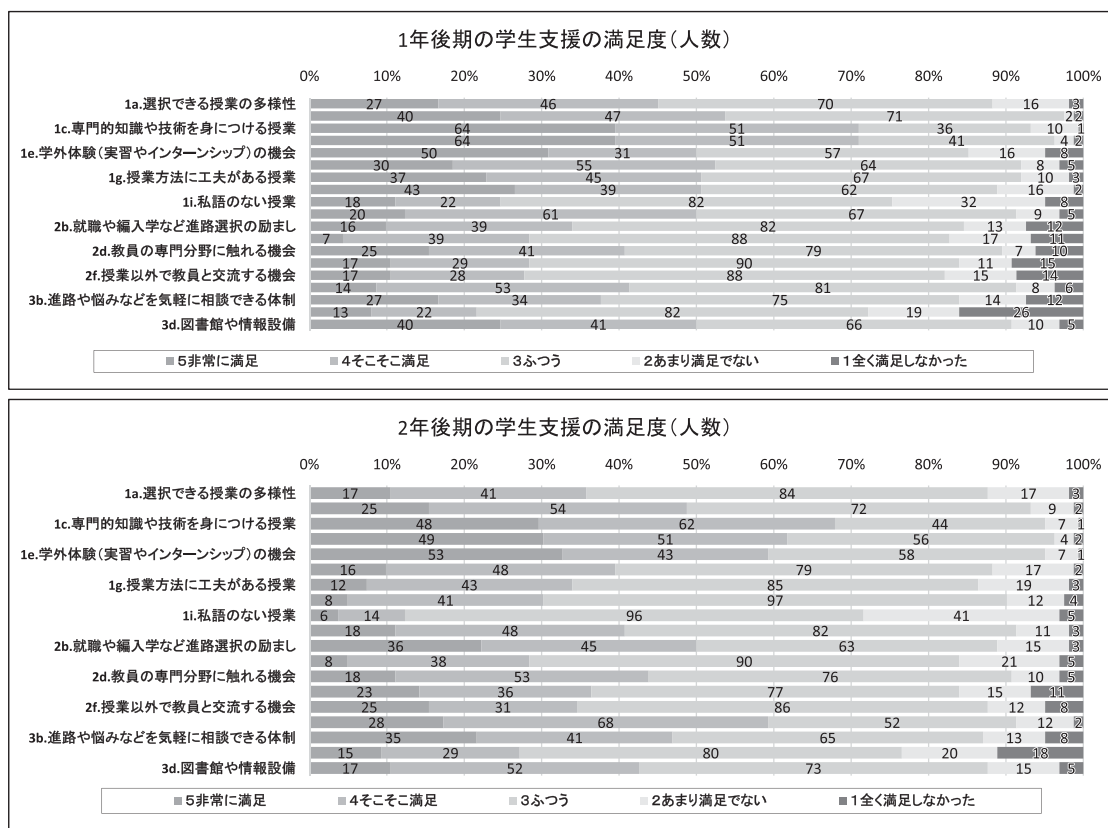 1年後期の学生支援の満足度（人数）
0% 10% 20% 30% 40% 50% 60% 70% 80% 90% 100%
1a.選択できる授業の多様性 27 46 70 16 3
40 47 71 2 2
1c.専門的知識や技術を身につける授業 64 51 36 10 1
64 51 41 4 2
1e.学外体験（実習やインターンシップ）の機会 50 31 57 16 8
30 55 64 8 5
1g.授業方法に工夫がある授業 37 45 67 10 3
43 39 62 16 2
1i.私語のない授業 18 22 82 32 8
20 61 67 9 5
2b.就職や編入学など進路選択の励まし 16 39 82 13 12
7 39 88 17 11
2d.教員の専門分野に触れる機会 25 41 79 7 10
17 29 90 11 15
2f.授業以外で教員と交流する機会 17 28 88 15 14
14 53 81 8 6
3b.進路や悩みなどを気軽に相談できる体制 27 34 75 14 12
13 22 82 19 26
3d.図書館や情報設備 40 41 66 10 5
5非常に満足 4そこそこ満足 3ふつう 2あまり満足でない 1全く満足しなかった
2年後期の学生支援の満足度（人数）
0% 10% 20% 30% 40% 50% 60% 70% 80% 90% 100%
1a.選択できる授業の多様性 17 41 84 17 3
25 54 72 9 2
1c.専門的知識や技術を身につける授業 48 62 44 7 1
49 51 56 4 2
1e.学外体験（実習やインターンシップ）の機会 53 43 58 7 1
16 48 79 17 2
1g.授業方法に工夫がある授業 12 43 85 19 3
8 41 97 12 4
1i.私語のない授業 6 14 96 41 5
18 48 82 11 3
2b.就職や編入学など進路選択の励まし 36 45 63 15 3
8 38 90 21 5
2d.教員の専門分野に触れる機会 18 53 76 10 5
23 36 77 15 11
2f.授業以外で教員と交流する機会 25 31 86 12 8
28 68 52 12 2
3b.進路や悩みなどを気軽に相談できる体制 35 41 65 13 8
15 29 80 20 18
3d.図書館や情報設備 17 52 73 15 5
5非常に満足 4そこそこ満足 3ふつう 2あまり満足でない 1全く満足しなかった